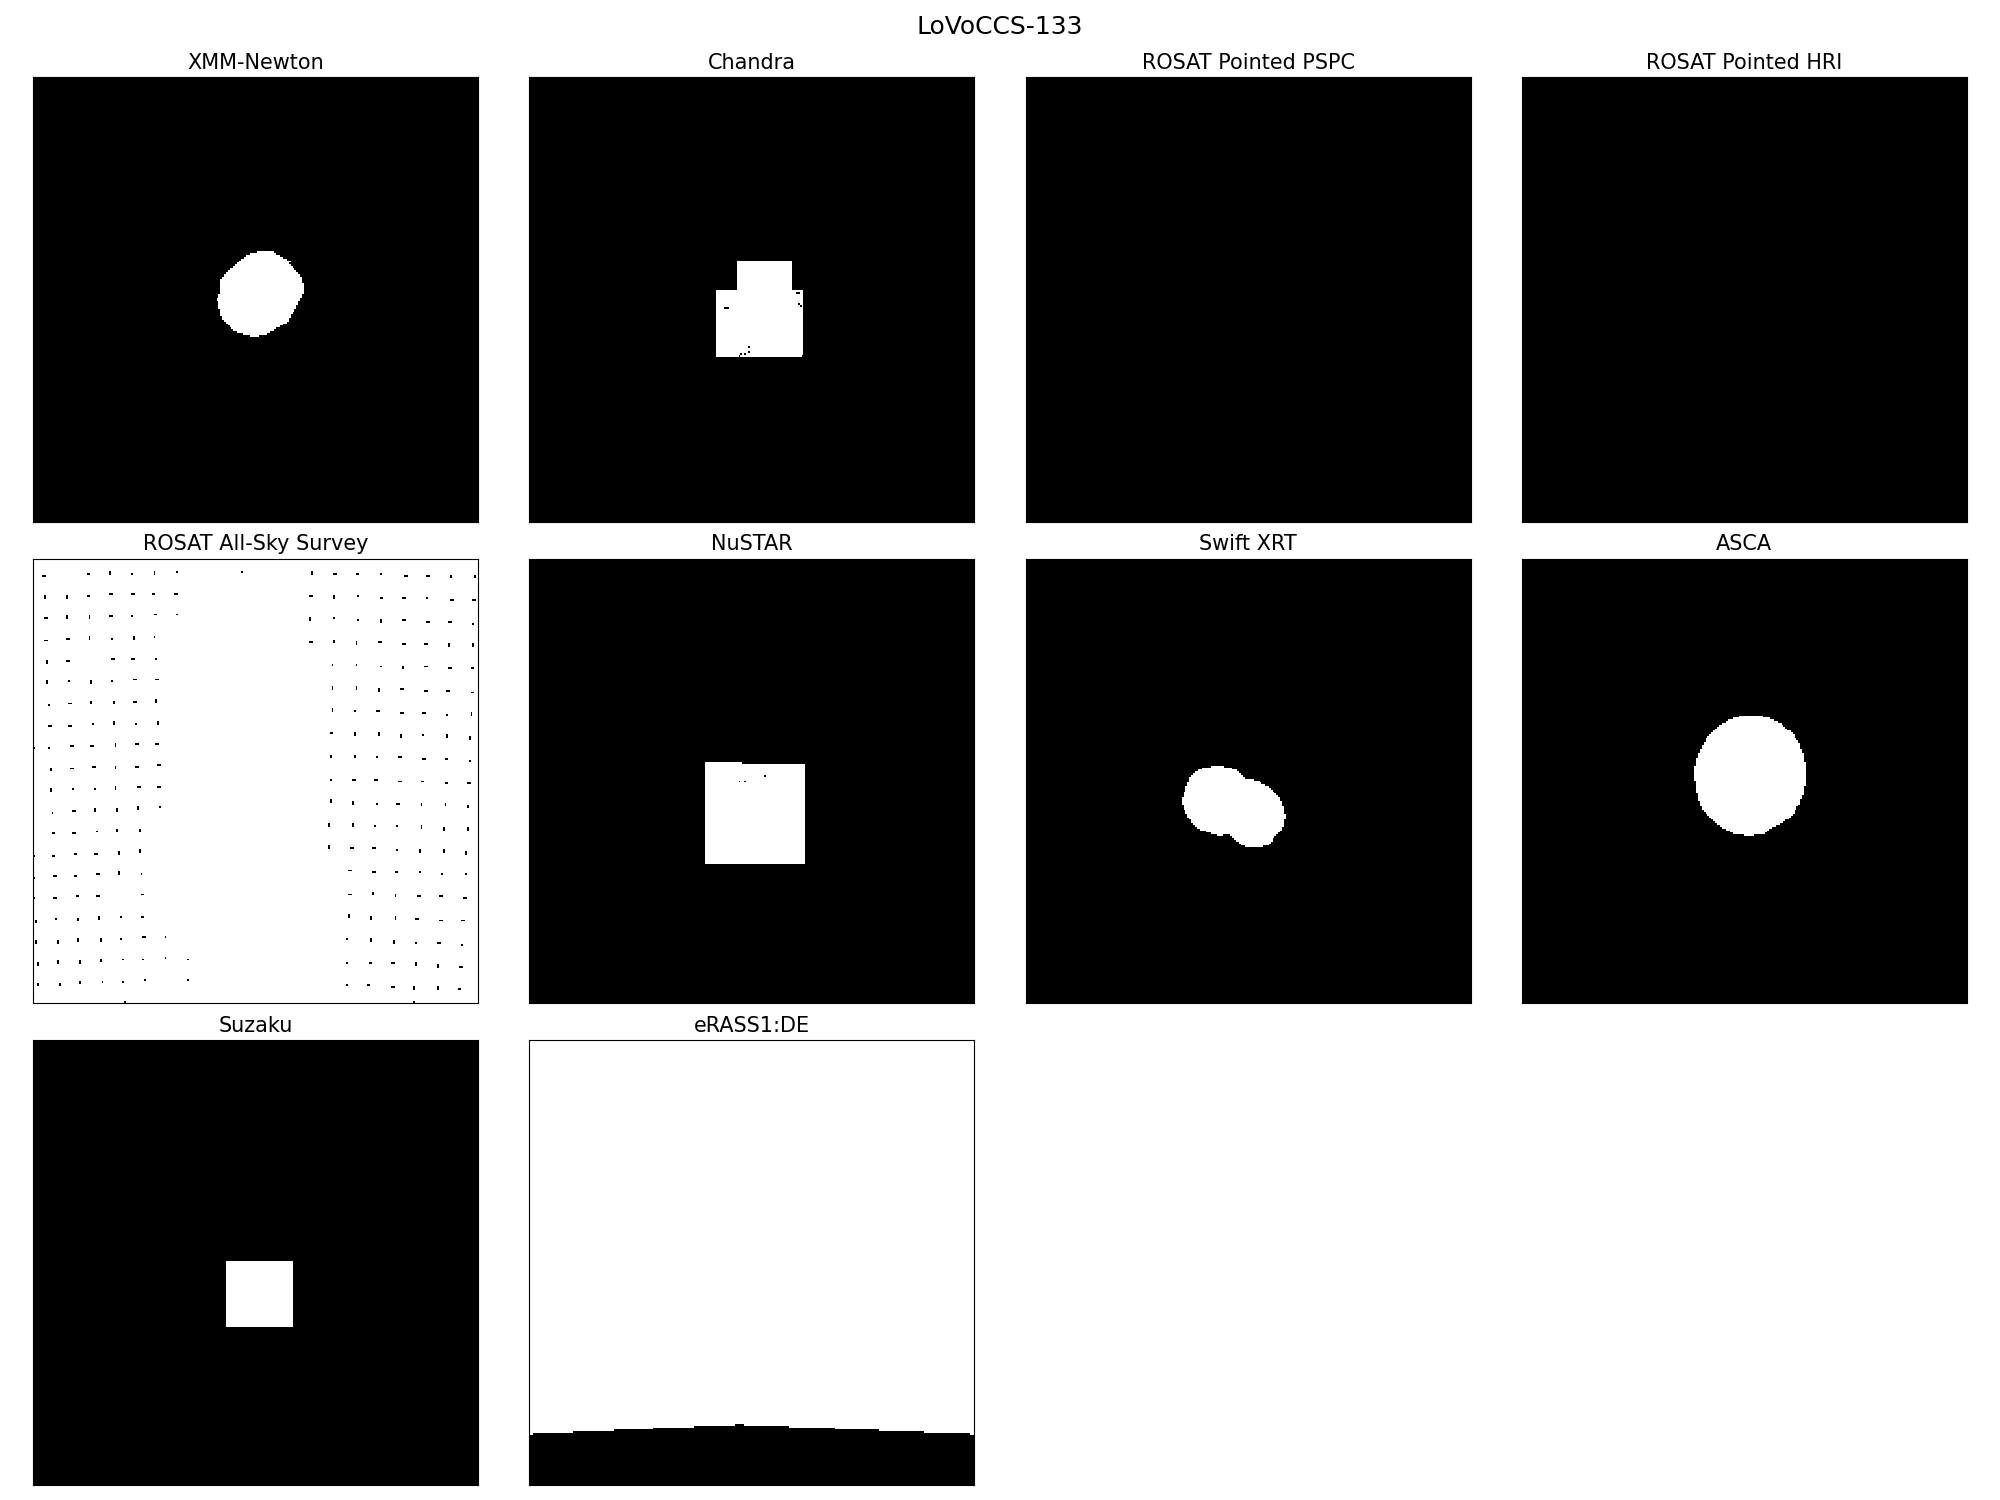 LoVoCCS-133
XMM-Newton
Chandra
ROSAT Pointed PSPC
ROSAT Pointed HRI
ROSAT All-Sky Survey
NuSTAR
Swift XRT
ASCA
Suzaku
eRASS1:DE